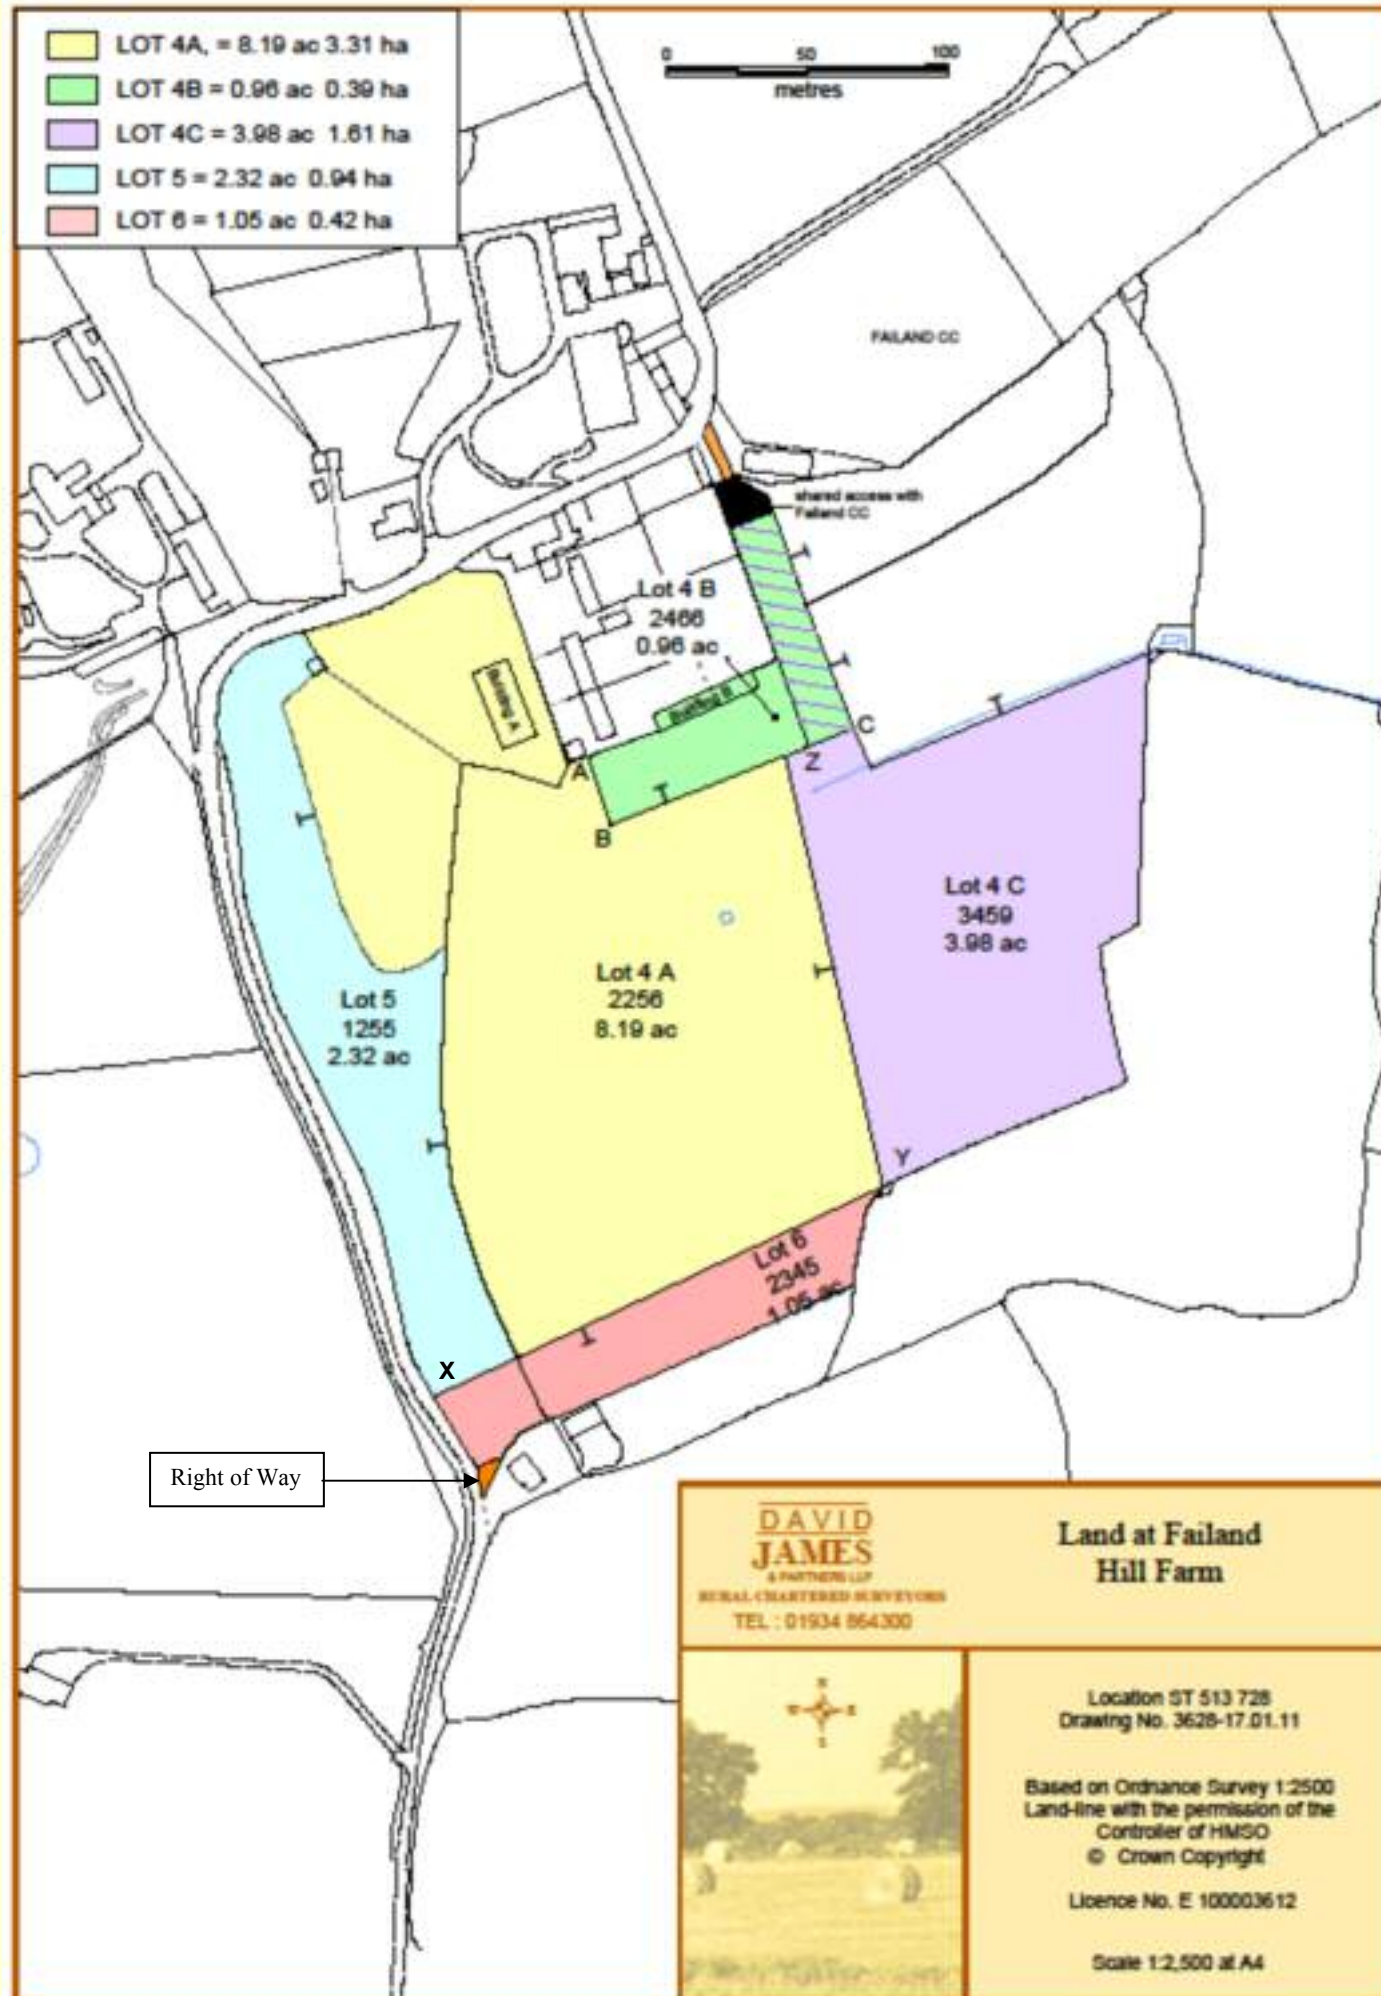 LOT 4A, = 8.19 ac 3.31 ha
LOT 4B = 0.96 ac 0.39 ha
LOT 4C = 3.98 ac 1.61 ha
LOT 5 = 2.32 ac 0.94 ha
LOT 6 = 1.05 ac 0.42 ha
0 50 100
metres
FAILAND CC
shared access with
Failand CC
Lot 4 B
2466
0.96 ac
Building A
Building B
A
B
C
Z
Lot 4 C
3459
3.98 ac
Lot 4 A
2256
8.19 ac
Lot 5
1255
2.32 ac
Y
Lot 6
2345
1.05 ac
X
Right of Way
DAVID
JAMES
& PARTNERS LLP
RURAL CHARTERED SURVEYORS
TEL : 01934 864300
Land at Failand
Hill Farm
N
W E
S
Location ST 513 728
Drawing No. 3628-17.01.11
Based on Ordnance Survey 1:2500
Land-line with the permission of the
Controller of HMSO
© Crown Copyright
Licence No. E 100003612
Scale 1:2,500 at A4